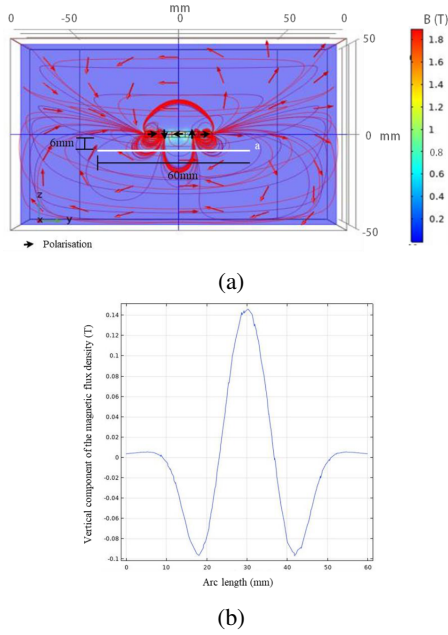 mm
0 -50 0 50 0
B (T)
50
1.8
1.6
1.4
1.2
1
0.8
0.6
0.4
0.2
0 mm
-50
6mm
a
60mm
z
x y
Polarisation
(a)
Vertical component of the magnetic flux density (T)
0.14
0.12
0.1
0.08
0.06
0.04
0.02
0
-0.02
-0.04
-0.06
-0.08
-0.1
0 10 20 30 40 50 60
Arc length (mm)
(b)